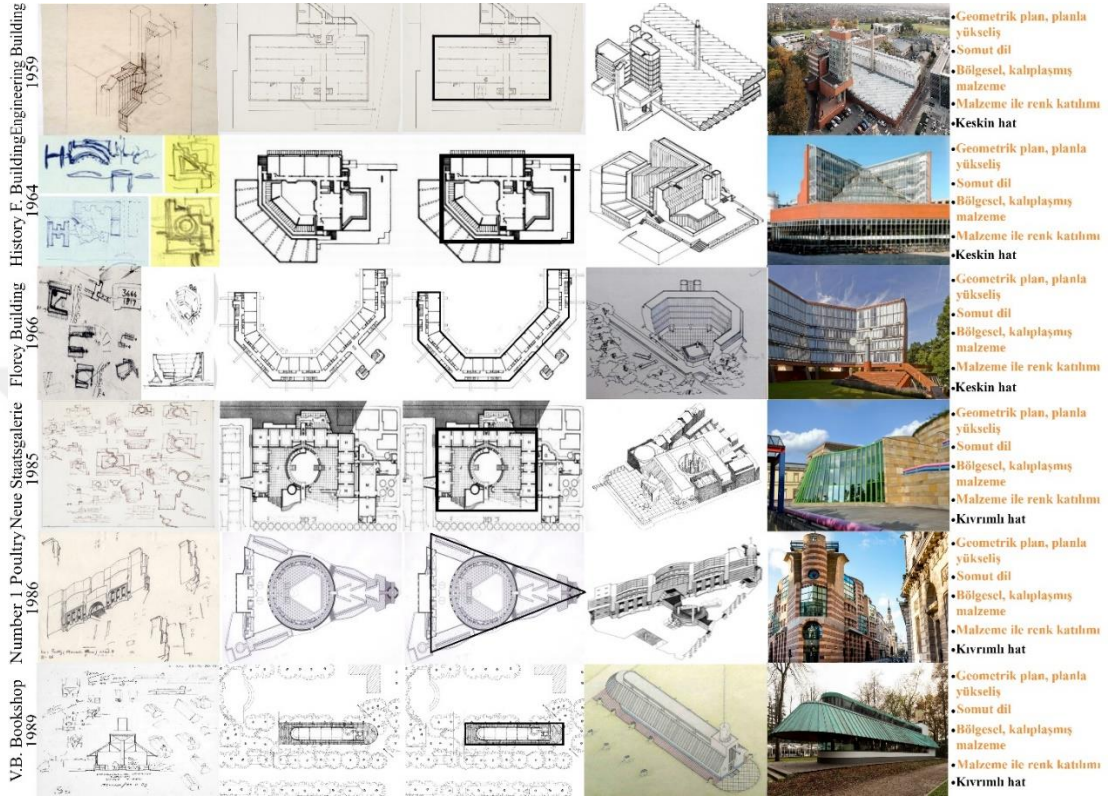 Engineering Building
1959
•Geometrik plan, planla
yükseliş
•Somut dil
•Bölgesel, kalıplaşmış
malzeme
•Malzeme ile renk katılımı
•Keskin hat
History F. Building
1964
•Geometrik plan, planla
yükseliş
•Somut dil
•Bölgesel, kalıplaşmış
malzeme
•Malzeme ile renk katılımı
•Keskin hat
Florey Building
1966
•Geometrik plan, planla
yükseliş
•Somut dil
•Bölgesel, kalıplaşmış
malzeme
•Malzeme ile renk katılımı
•Keskin hat
Neue Staatsgalerie
1985
•Geometrik plan, planla
yükseliş
•Somut dil
•Bölgesel, kalıplaşmış
malzeme
•Malzeme ile renk katılımı
•Kıvrımlı hat
Number 1 Poultry
1986
•Geometrik plan, planla
yükseliş
•Somut dil
•Bölgesel, kalıplaşmış
malzeme
•Malzeme ile renk katılımı
•Kıvrımlı hat
V.B. Bookshop
1989
•Geometrik plan, planla
yükseliş
•Somut dil
•Bölgesel, kalıplaşmış
malzeme
•Malzeme ile renk katılımı
•Kıvrımlı hat